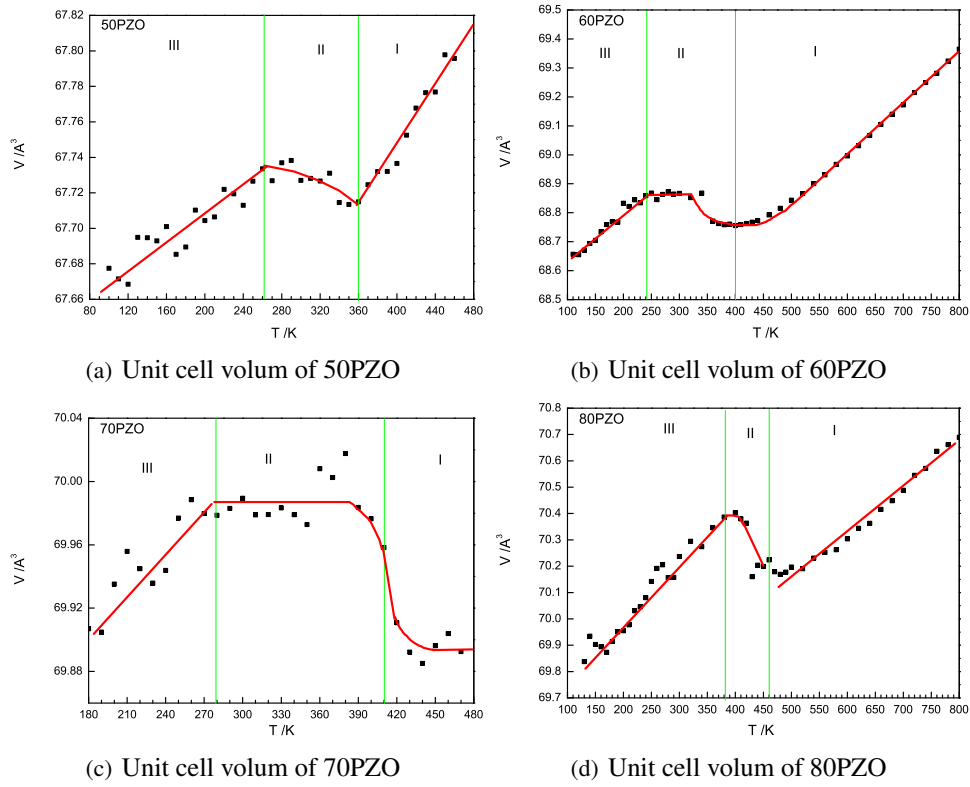 50PZO
III
II
I
67.82
67.80
67.78
67.76
67.74
67.72
67.70
67.68
67.66
V /A³
80 120 160 200 240 280 320 360 400 440 480
T /K
(a) Unit cell volum of 50PZO
60PZO
III
II
I
69.5
69.4
69.3
69.2
69.1
69.0
68.9
68.8
68.7
68.6
68.5
V /A³
100 150 200 250 300 350 400 450 500 550 600 650 700 750 800
T /K
(b) Unit cell volum of 60PZO
70PZO
III
II
I
70.04
70.00
69.96
69.92
69.88
V /A³
180 210 240 270 300 330 360 390 420 450 480
T /K
(c) Unit cell volum of 70PZO
80PZO
III
II
I
70.8
70.7
70.6
70.5
70.4
70.3
70.2
70.1
70.0
69.9
69.8
69.7
V /A³
100 150 200 250 300 350 400 450 500 550 600 650 700 750 800
T /K
(d) Unit cell volum of 80PZO